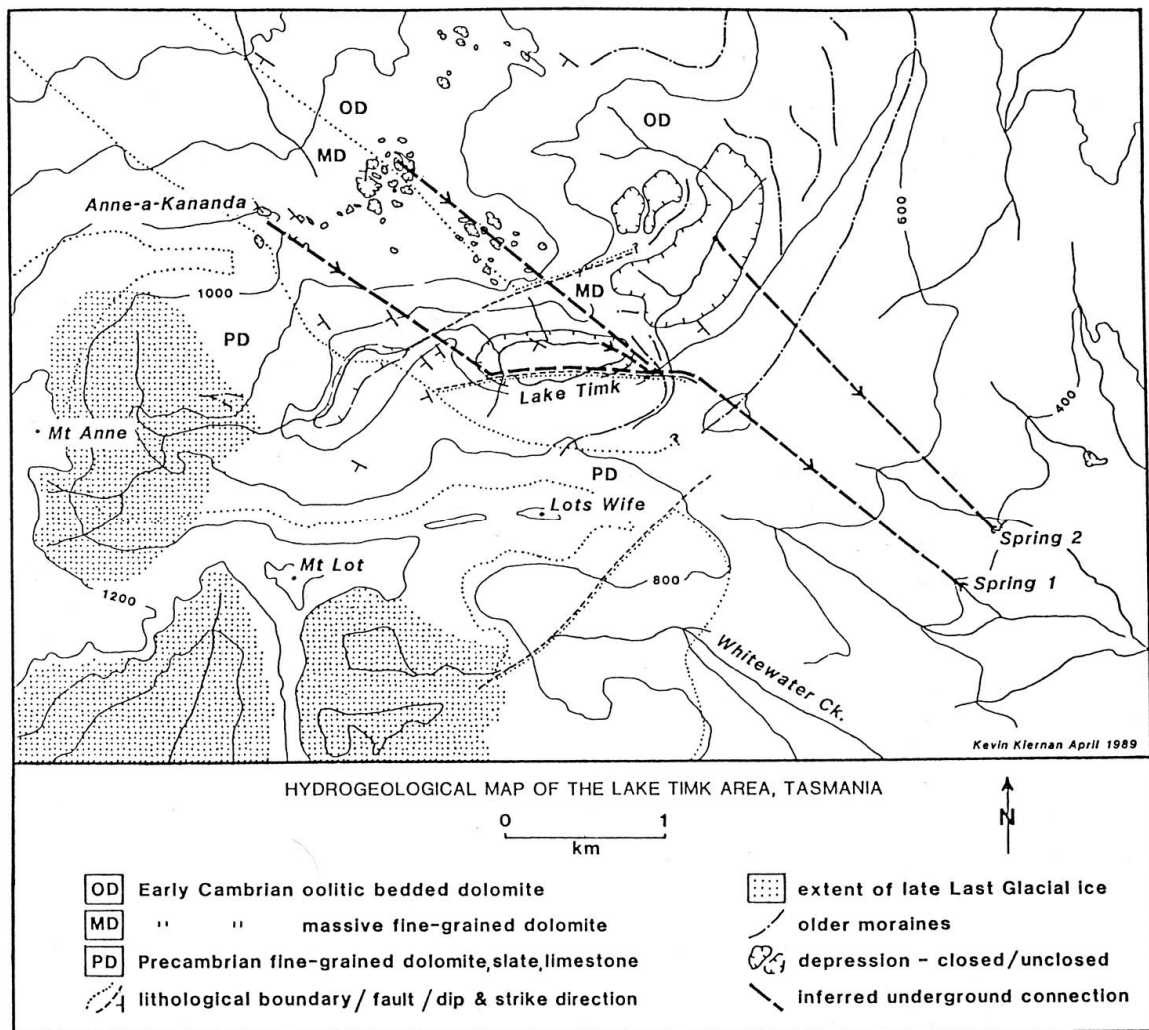 OD
OD
MD
Anne-a-Kananda
600
1000
MD
PD
Lake Timk
400
Mt Anne
?
?
PD
Lots Wife
Spring 2
Mt Lot
800
Spring 1
1200
Whitewater Ck.
Kevin Kiernan April 1989
HYDROGEOLOGICAL MAP OF THE LAKE TIMK AREA, TASMANIA
0 1
km
N
OD Early Cambrian oolitic bedded dolomite
MD " " massive fine-grained dolomite
PD Precambrian fine-grained dolomite,slate,limestone
lithological boundary / fault / dip & strike direction
extent of late Last Glacial ice
older moraines
depression - closed/unclosed
inferred underground connection